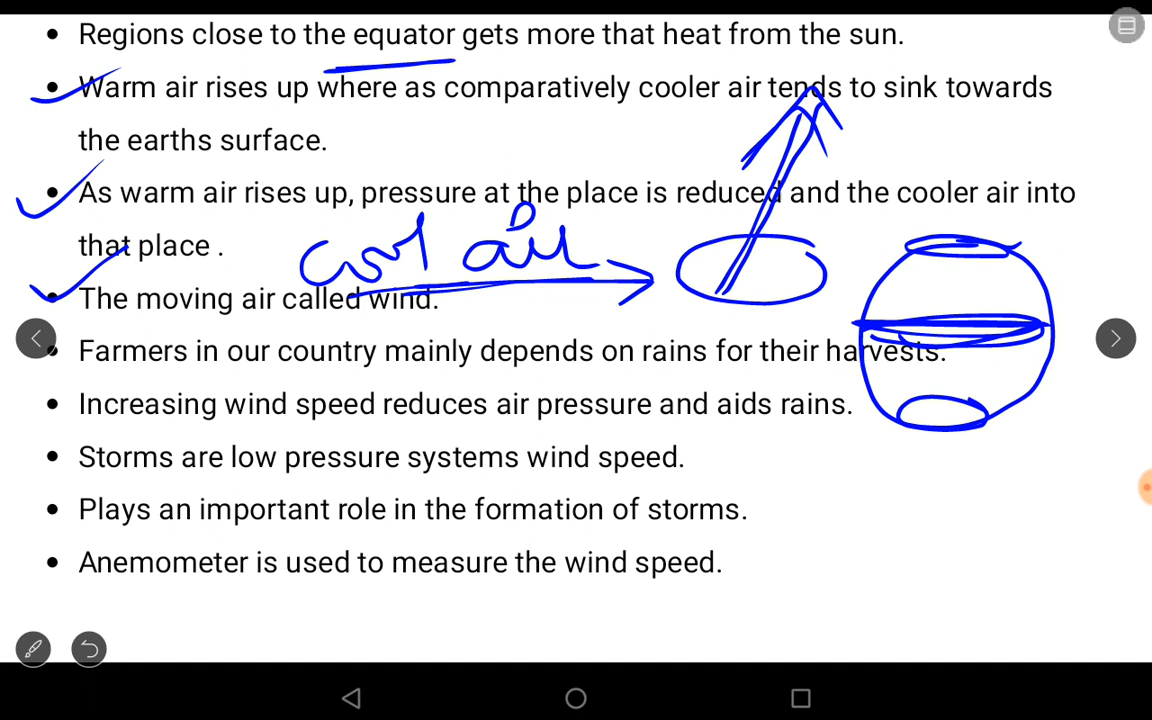 • Regions close to the equator gets more that heat from the sun.
• Warm air rises up where as comparatively cooler air tends to sink towards
the earths surface.
• As warm air rises up, pressure at the place is reduced and the cooler air into
that place .
cool air
• The moving air called wind.
• Farmers in our country mainly depends on rains for their harvests.
• Increasing wind speed reduces air pressure and aids rains.
• Storms are low pressure systems wind speed.
• Plays an important role in the formation of storms.
• Anemometer is used to measure the wind speed.